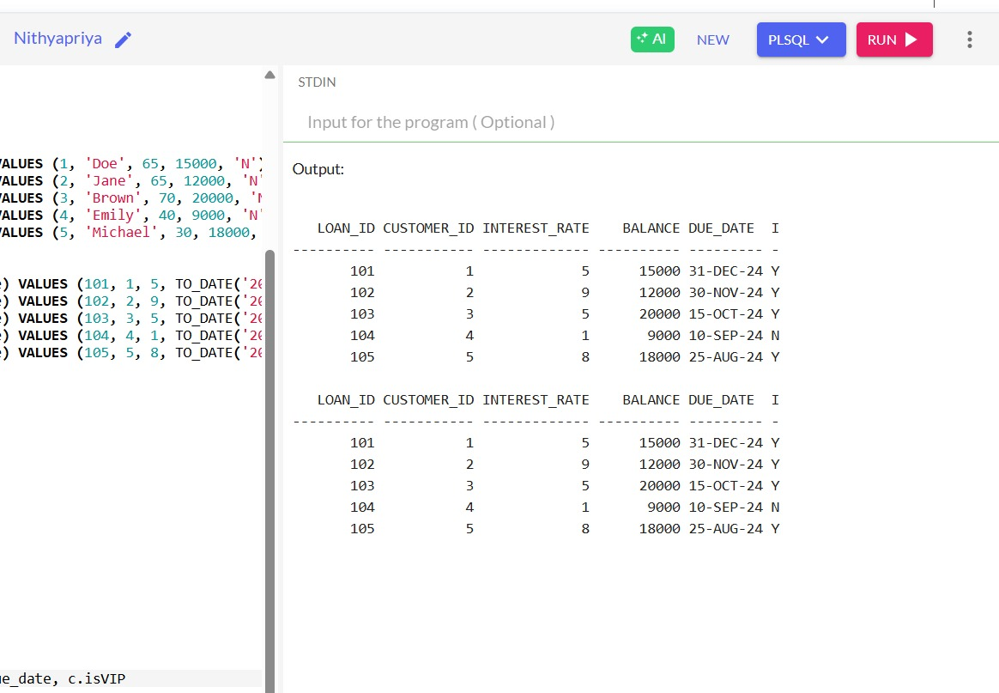 Nithyapriya
AI
NEW
PLSQL
RUN
VALUES (1, 'Doe', 65, 15000, 'N')
VALUES (2, 'Jane', 65, 12000, 'N'
VALUES (3, 'Brown', 70, 20000, 'N
VALUES (4, 'Emily', 40, 9000, 'N'
VALUES (5, 'Michael', 30, 18000,
e) VALUES (101, 1, 5, TO_DATE('20
e) VALUES (102, 2, 9, TO_DATE('20
e) VALUES (103, 3, 5, TO_DATE('20
e) VALUES (104, 4, 1, TO_DATE('20
e) VALUES (105, 5, 8, TO_DATE('20
ue_date, c.isVIP
STDIN
Input for the program ( Optional )
Output:
LOAN_ID CUSTOMER_ID INTEREST_RATE BALANCE DUE_DATE I
---------- ----------- ------------- ---------- --------- -
101 1 5 15000 31-DEC-24 Y
102 2 9 12000 30-NOV-24 Y
103 3 5 20000 15-OCT-24 Y
104 4 1 9000 10-SEP-24 N
105 5 8 18000 25-AUG-24 Y
LOAN_ID CUSTOMER_ID INTEREST_RATE BALANCE DUE_DATE I
---------- ----------- ------------- ---------- --------- -
101 1 5 15000 31-DEC-24 Y
102 2 9 12000 30-NOV-24 Y
103 3 5 20000 15-OCT-24 Y
104 4 1 9000 10-SEP-24 N
105 5 8 18000 25-AUG-24 Y